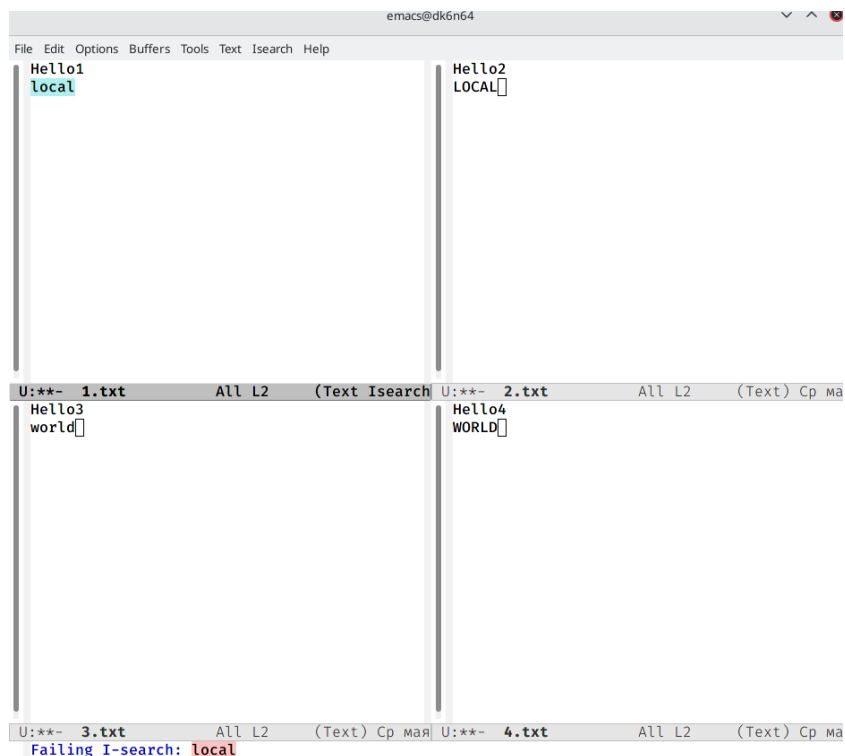 emacs@dk6n64
File Edit Options Buffers Tools Text Isearch Help
Hello1
local
Hello2
LOCAL
U:**- 1.txt All L2 (Text Isearch
U:**- 2.txt All L2 (Text) Ср ма
Hello3
world
Hello4
WORLD
U:**- 3.txt All L2 (Text) Ср мая
U:**- 4.txt All L2 (Text) Ср ма
Failing I-search: local